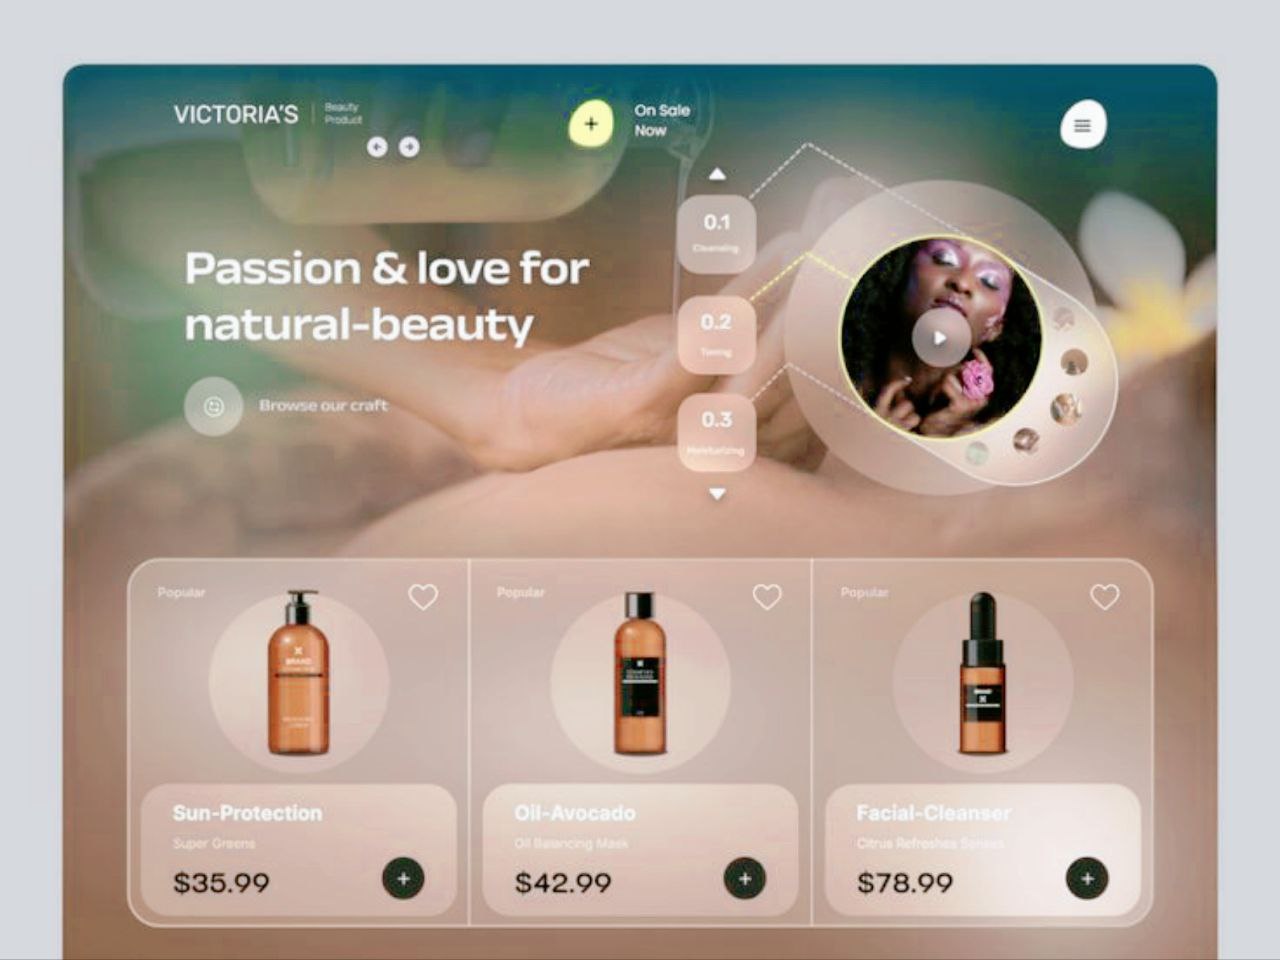 VICTORIA'S
Beauty
Product
On Sale
Now
Passion & love for
natural-beauty
Browse our craft
0.1
Cleansing
0.2
Toning
0.3
Moisturizing
Popular
BRAND
Popular
Popular
BRAND
Sun-Protection
Super Greens
$35.99
Oil-Avocado
Oil Balancing Mask
$42.99
Facial-Cleanser
Citrus Refreshes Senses
$78.99